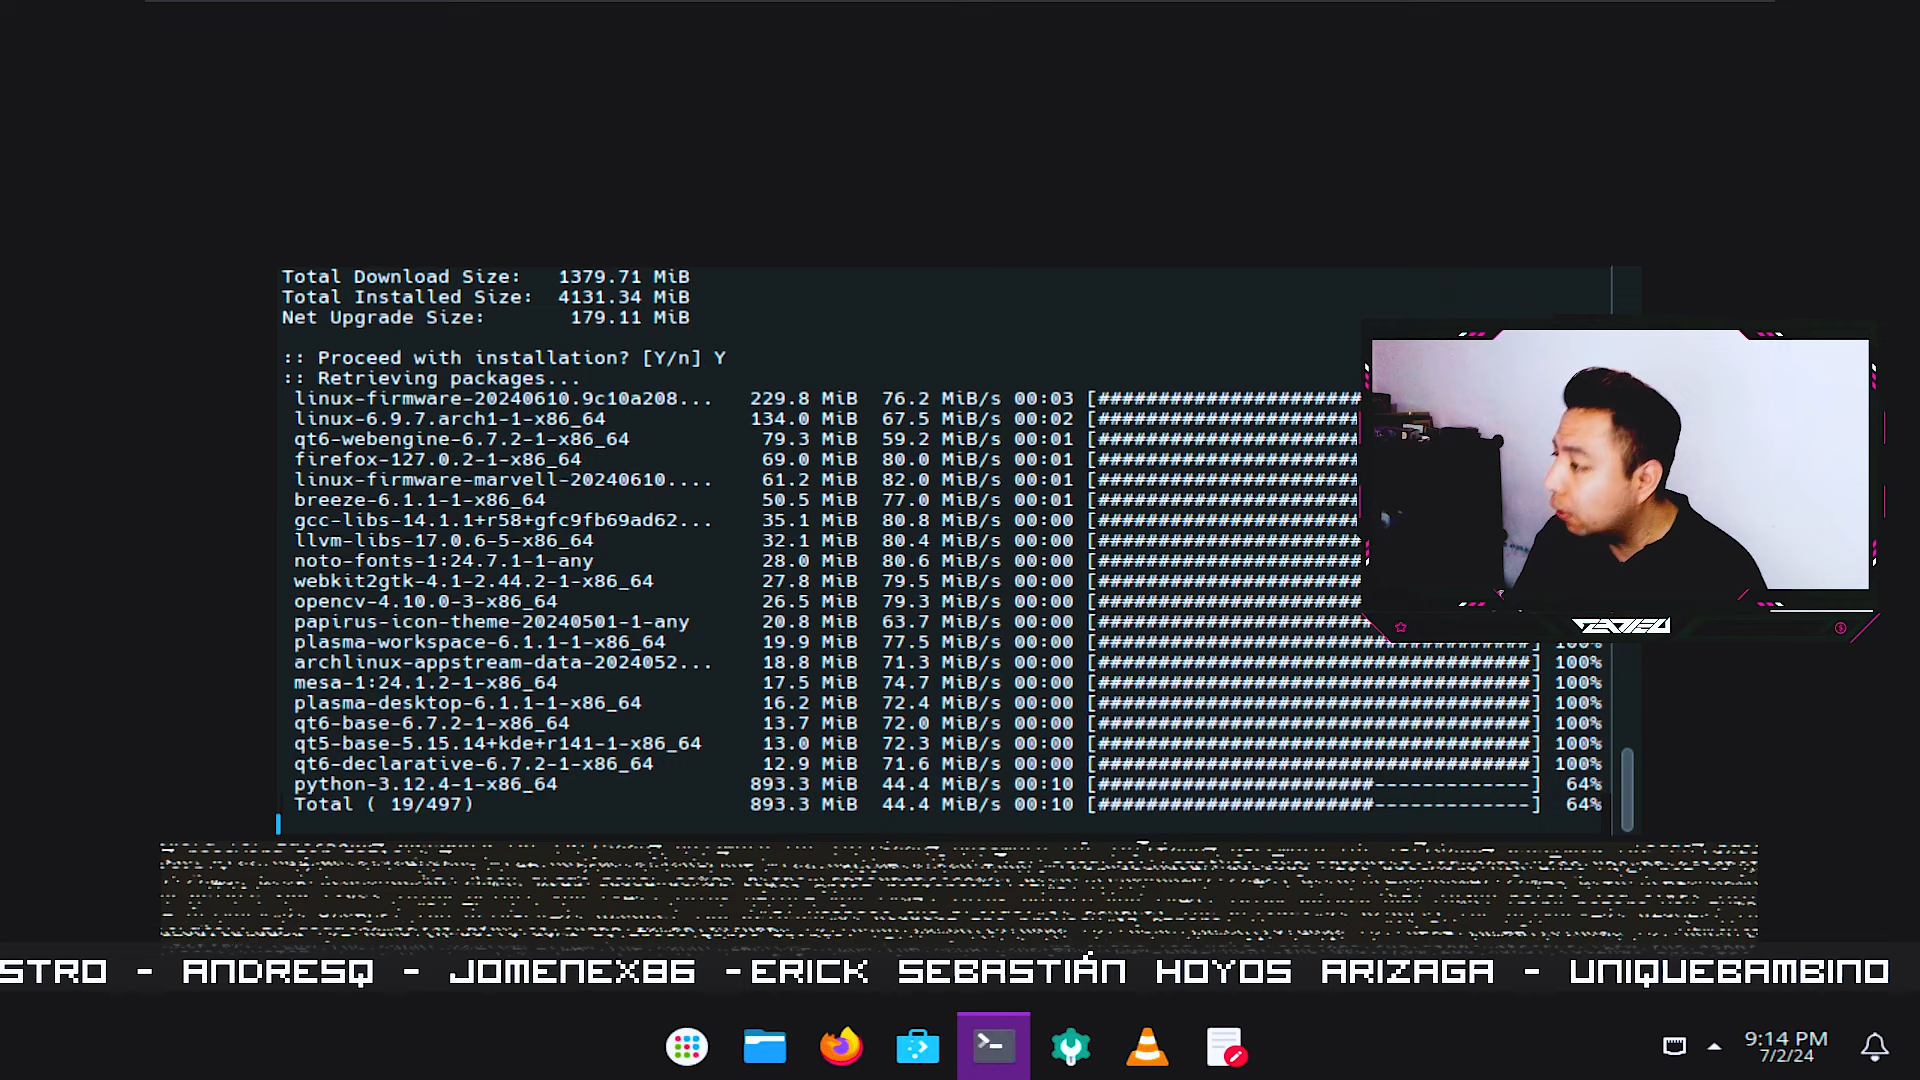 Total Download Size:   1379.71 MiB
Total Installed Size:  4131.34 MiB
Net Upgrade Size:       179.11 MiB
:: Proceed with installation? [Y/n] Y
:: Retrieving packages...
linux-firmware-20240610.9c10a208...   229.8 MiB  76.2 MiB/s 00:03 [######################
linux-6.9.7.arch1-1-x86_64   134.0 MiB  67.5 MiB/s 00:02 [######################
qt6-webengine-6.7.2-1-x86_64   79.3 MiB  59.2 MiB/s 00:01 [######################
firefox-127.0.2-1-x86_64   69.0 MiB  80.0 MiB/s 00:01 [######################
linux-firmware-marvell-20240610....   61.2 MiB  82.0 MiB/s 00:01 [######################
breeze-6.1.1-1-x86_64   50.5 MiB  77.0 MiB/s 00:01 [######################
gcc-libs-14.1.1+r58+gfc9fb69ad62...   35.1 MiB  80.8 MiB/s 00:00 [######################
llvm-libs-17.0.6-5-x86_64   32.1 MiB  80.4 MiB/s 00:00 [######################
noto-fonts-1:24.7.1-1-any   28.0 MiB  80.6 MiB/s 00:00 [######################
webkit2gtk-4.1-2.44.2-1-x86_64   27.8 MiB  79.5 MiB/s 00:00 [######################
opencv-4.10.0-3-x86_64   26.5 MiB  79.3 MiB/s 00:00 [######################
papirus-icon-theme-20240501-1-any   20.8 MiB  63.7 MiB/s 00:00 [######################
plasma-workspace-6.1.1-1-x86_64   19.9 MiB  77.5 MiB/s 00:00 [####################################] 100%
archlinux-appstream-data-2024052...   18.8 MiB  71.3 MiB/s 00:00 [####################################] 100%
mesa-1:24.1.2-1-x86_64   17.5 MiB  74.7 MiB/s 00:00 [####################################] 100%
plasma-desktop-6.1.1-1-x86_64   16.2 MiB  72.4 MiB/s 00:00 [####################################] 100%
qt6-base-6.7.2-1-x86_64   13.7 MiB  72.0 MiB/s 00:00 [####################################] 100%
qt5-base-5.15.14+kde+r141-1-x86_64   13.0 MiB  72.3 MiB/s 00:00 [####################################] 100%
qt6-declarative-6.7.2-1-x86_64   12.9 MiB  71.6 MiB/s 00:00 [####################################] 100%
python-3.12.4-1-x86_64   893.3 MiB  44.4 MiB/s 00:10 [#######################-------------] 64%
Total ( 19/497)   893.3 MiB  44.4 MiB/s 00:10 [#######################-------------] 64%
STRO - ANDRESQ - JOMENEX86 -ERICK SEBASTIÁN HOYOS ARIZAGA - UNIQUEBAMBINO
9:14 PM
7/2/24